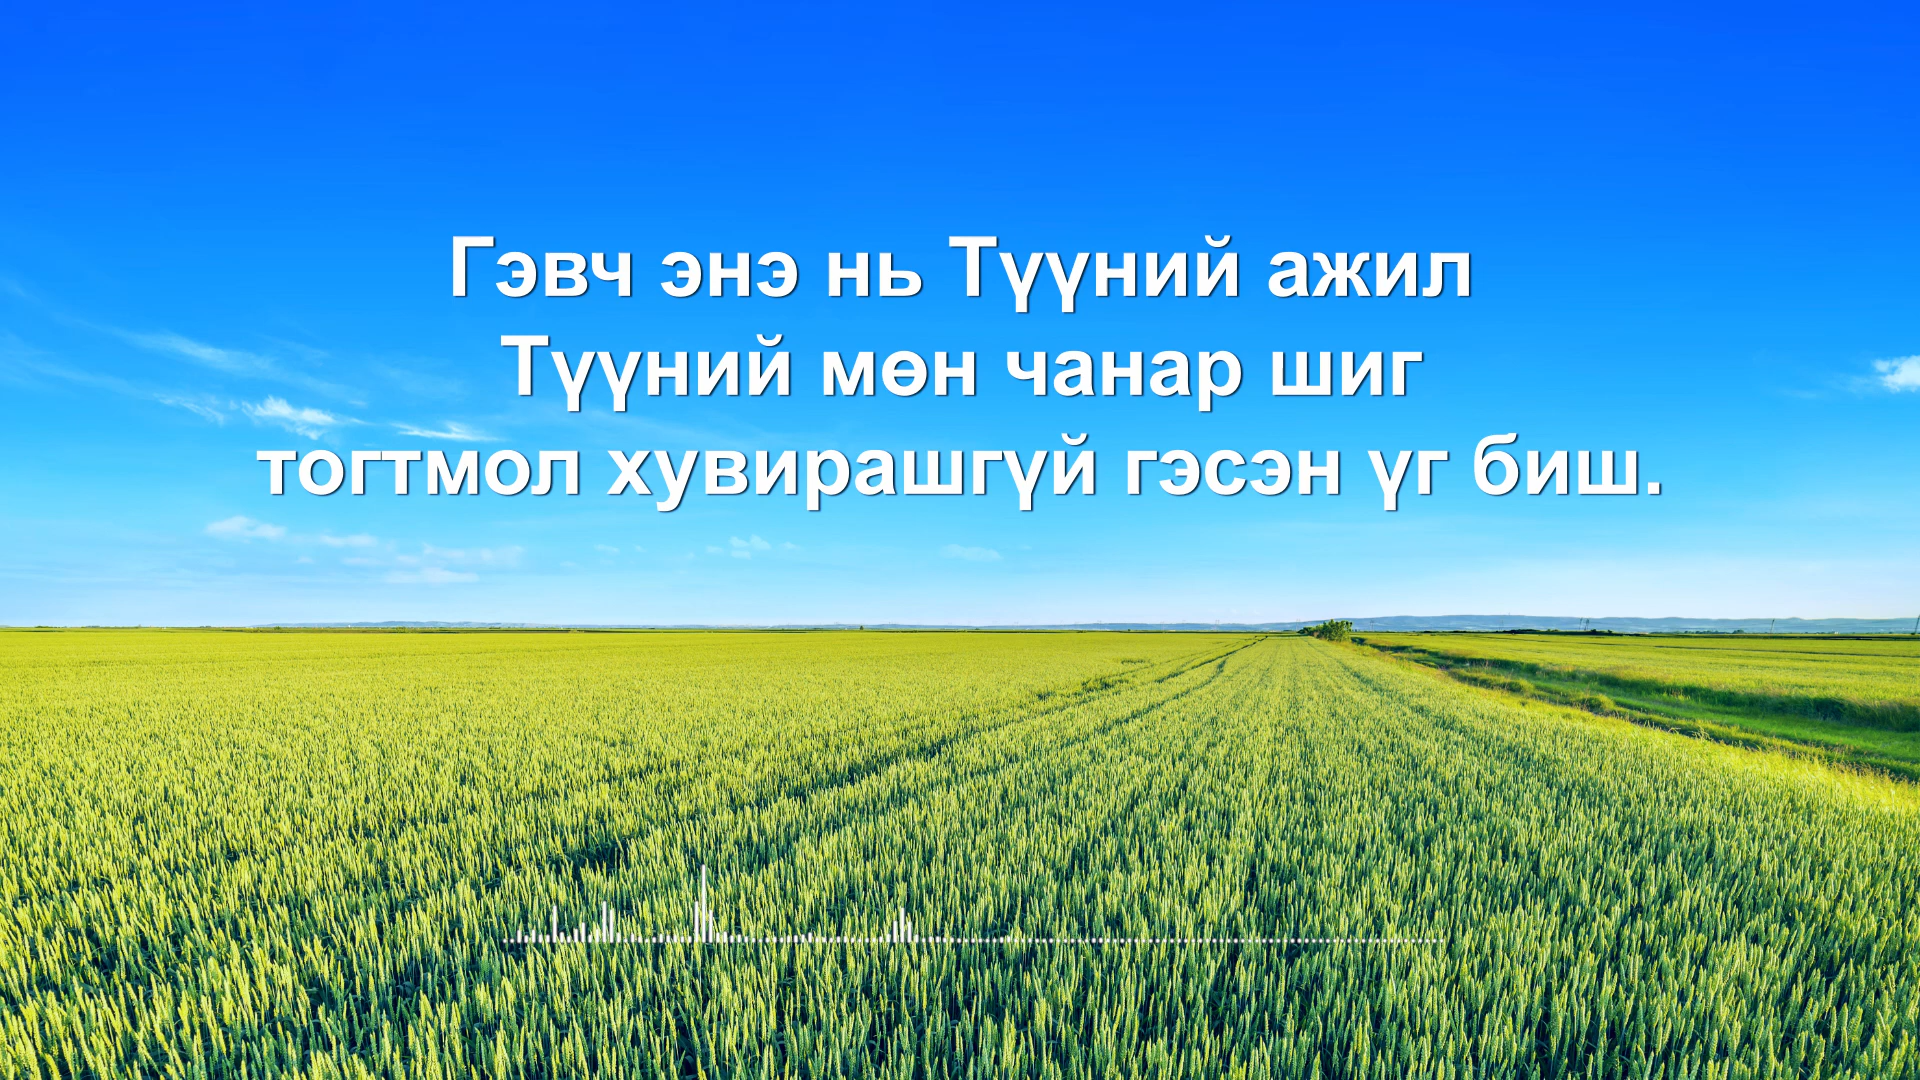 Гэвч энэ нь Түүний ажил
Түүний мөн чанар шиг
тогтмол хувирашгүй гэсэн үг биш.